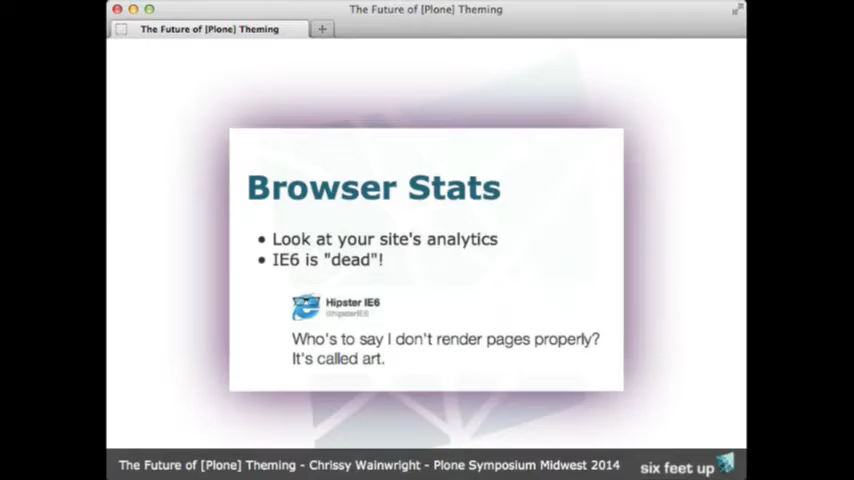 The Future of [Plone] Theming
The Future of [Plone] Theming
Browser Stats
• Look at your site's analytics
• IE6 is "dead"!
Hipster IE6
@hipsterIE6
Who's to say I don't render pages properly?
It's called art.
The Future of [Plone] Theming - Chrissy Wainwright - Plone Symposium Midwest 2014
six feet up